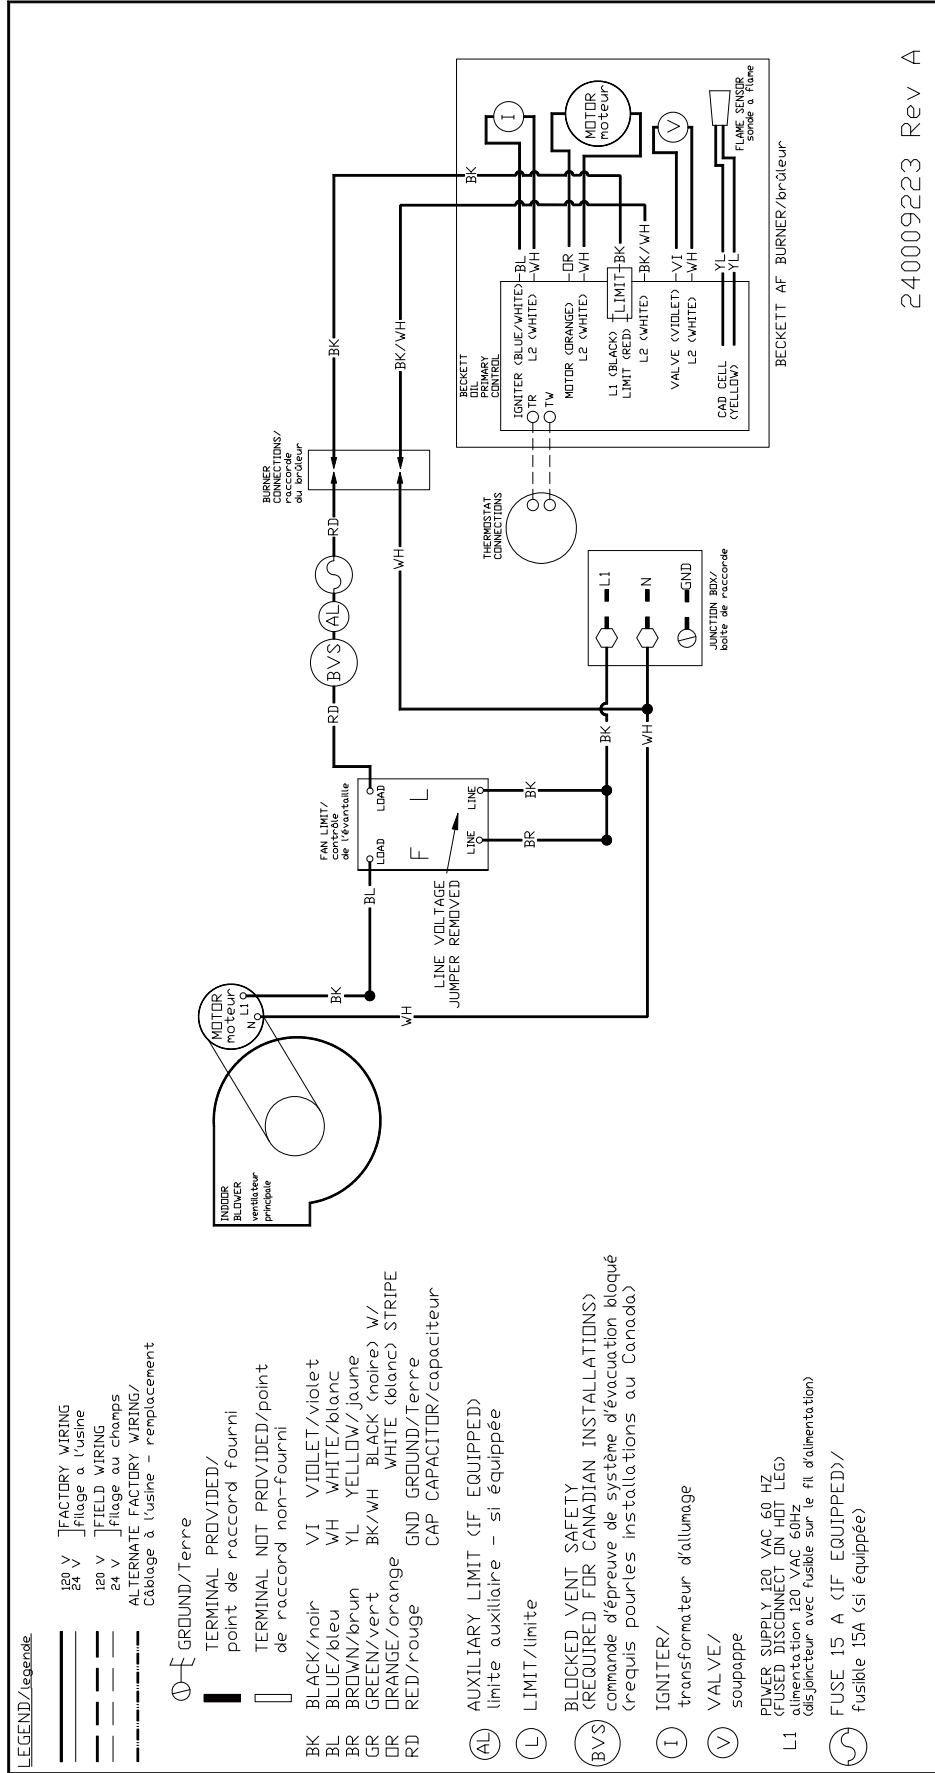 LEGEND/legende
120 V ]FACTORY WIRING
24 V ]filage a l'usine
120 V ]FIELD WIRING
24 V ]filage au champs
ALTERNATE FACTORY WIRING/
Câblage à l'usine - remplacement
GROUND/Terre
TERMINAL PROVIDED/
point de raccord fourni
TERMINAL NOT PROVIDED/point
de raccord non-fourni
BK BLACK/noir VI VIOLET/violet
BL BLUE/bleu WH WHITE/blanc
BR BROWN/brun YL YELLOW/jaune
GR GREEN/vert BK/WH BLACK (noire) W/
OR ORANGE/orange WHITE (blanc) STRIPE
RED/rouge GND GROUND/Terre
RD
CAP CAPACITOR/capaciteur
AL AUXILIARY LIMIT (IF EQUIPPED)
limite auxiliaire - si équippée
L LIMIT/limite
BLOCKED VENT SAFETY
BVS (REQUIRED FOR CANADIAN INSTALLATIONS)
commande d'épreuve de système d'évacuation bloqué
(requis pourles installations au Canada)
I IGNITER/
transformateur d'allumage
V VALVE/
soupappe
POWER SUPPLY 120 VAC 60 HZ
(FUSED DISCONNECT ON HOT LEG)
L1 alimentation 120 VAC 60Hz
(disjoincteur avec fusible sur le fil d'alimentation)
FUSE 15 A (IF EQUIPPED)/
fusible 15A (si équippée)
INDOOR
BLOWER
ventilateur
principale
MOTOR
moteur
L1
N
BK
WH
BL
FAN LIMIT/
contrôle
de l'évantaille
LOAD
LOAD
F
L
LINE
LINE
LINE VOLTAGE
JUMPER REMOVED
BR
BK
RD
BVS
AL
RD
BK
WH
WH
BURNER
CONNECTIONS/
raccorde
du brûleur
BK
BK/WH
JUNCTION BOX/
boite de raccorde
L1
N
GND
THERMOSTAT
CONNECTIONS
BECKETT
OIL
PRIMARY
CONTROL
TR
TW
IGNITER (BLUE/WHITE)
BL
L2 (WHITE)
WH
MOTOR (ORANGE)
OR
L2 (WHITE)
WH
L1 (BLACK)
LIMIT (RED)
LIMIT
BK
L2 (WHITE)
BK/WH
VALVE (VIOLET)
VI
L2 (WHITE)
WH
CAD CELL
(YELLOW)
YL
YL
BK
I
MOTOR
moteur
V
FLAME SENSOR
sonde a flame
BECKETT AF BURNER/brûleur
240009223 Rev A